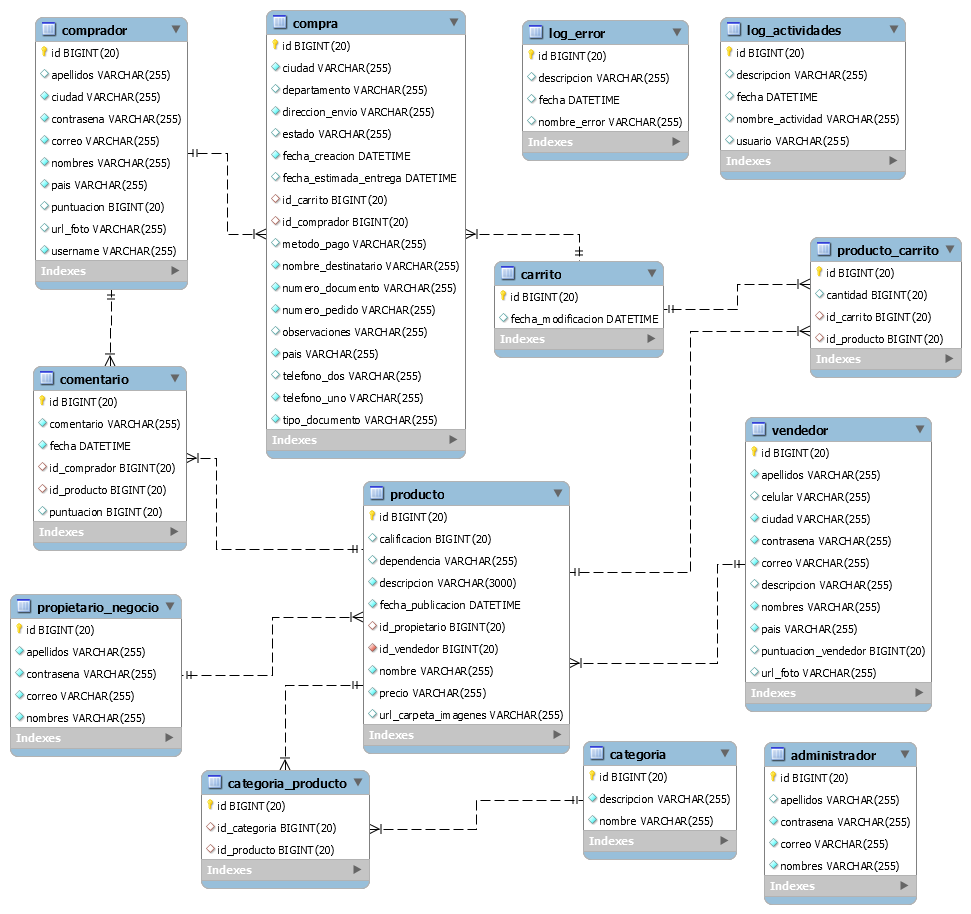 comprador
id BIGINT(20)
apellidos VARCHAR(255)
ciudad VARCHAR(255)
contrasena VARCHAR(255)
correo VARCHAR(255)
nombres VARCHAR(255)
pais VARCHAR(255)
puntuacion BIGINT(20)
url_foto VARCHAR(255)
username VARCHAR(255)
Indexes
compra
id BIGINT(20)
ciudad VARCHAR(255)
departamento VARCHAR(255)
direccion_envio VARCHAR(255)
estado VARCHAR(255)
fecha_creacion DATETIME
fecha_estimada_entrega DATETIME
id_carrito BIGINT(20)
id_comprador BIGINT(20)
metodo_pago VARCHAR(255)
nombre_destinatario VARCHAR(255)
numero_documento VARCHAR(255)
numero_pedido VARCHAR(255)
observaciones VARCHAR(255)
pais VARCHAR(255)
telefono_dos VARCHAR(255)
telefono_uno VARCHAR(255)
tipo_documento VARCHAR(255)
Indexes
log_error
id BIGINT(20)
descripcion VARCHAR(255)
fecha DATETIME
nombre_error VARCHAR(255)
Indexes
log_actividades
id BIGINT(20)
descripcion VARCHAR(255)
fecha DATETIME
nombre_actividad VARCHAR(255)
usuario VARCHAR(255)
Indexes
carrito
id BIGINT(20)
fecha_modificacion DATETIME
Indexes
producto_carrito
id BIGINT(20)
cantidad BIGINT(20)
id_carrito BIGINT(20)
id_producto BIGINT(20)
Indexes
comentario
id BIGINT(20)
comentario VARCHAR(255)
fecha DATETIME
id_comprador BIGINT(20)
id_producto BIGINT(20)
puntuacion BIGINT(20)
Indexes
producto
id BIGINT(20)
calificacion BIGINT(20)
dependencia VARCHAR(255)
descripcion VARCHAR(3000)
fecha_publicacion DATETIME
id_propietario BIGINT(20)
id_vendedor BIGINT(20)
nombre VARCHAR(255)
precio VARCHAR(255)
url_carpeta_imagenes VARCHAR(255)
Indexes
vendedor
id BIGINT(20)
apellidos VARCHAR(255)
celular VARCHAR(255)
ciudad VARCHAR(255)
contrasena VARCHAR(255)
correo VARCHAR(255)
descripcion VARCHAR(255)
nombres VARCHAR(255)
pais VARCHAR(255)
puntuacion_vendedor BIGINT(20)
url_foto VARCHAR(255)
Indexes
propietario_negocio
id BIGINT(20)
apellidos VARCHAR(255)
contrasena VARCHAR(255)
correo VARCHAR(255)
nombres VARCHAR(255)
Indexes
categoria_producto
id BIGINT(20)
id_categoria BIGINT(20)
id_producto BIGINT(20)
Indexes
categoria
id BIGINT(20)
descripcion VARCHAR(255)
nombre VARCHAR(255)
Indexes
administrador
id BIGINT(20)
apellidos VARCHAR(255)
contrasena VARCHAR(255)
correo VARCHAR(255)
nombres VARCHAR(255)
Indexes